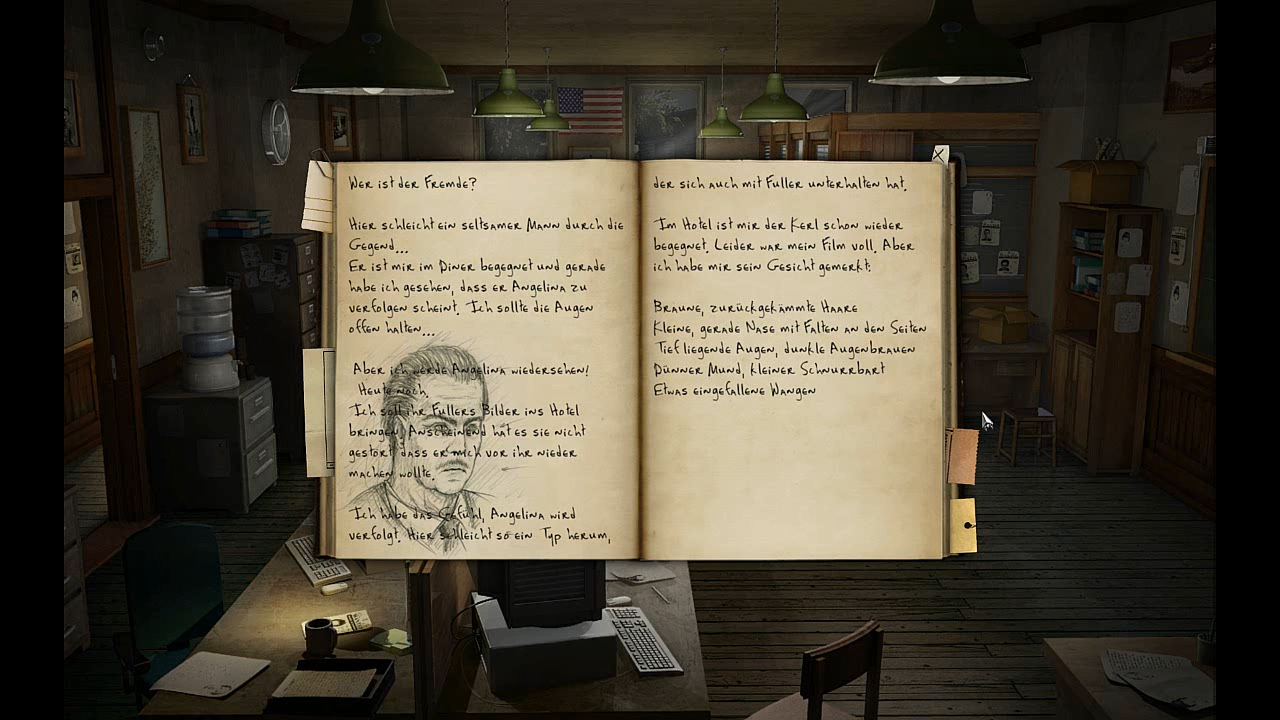 Wer ist der Fremde?
Hier schleicht ein seltsamer Mann durch die
Gegend...
Er ist mir im Diner begegnet und gerade
habe ich gesehen, dass er Angelina zu
verfolgen scheint. Ich sollte die Augen
offen halten...
Aber ich werde Angelina wiedersehen!
Heute noch.
Ich soll ihr Fullers Bilder ins Hotel
bringen. Anscheinend hat es sie nicht
gestört, dass er mich vor ihr nieder
machen wollte.
Ich habe das Gefühl, Angelina wird
verfolgt. Hier schleicht so ein Typ herum,
der sich auch mit Fuller unterhalten hat.
Im Hotel ist mir der Kerl schon wieder
begegnet. Leider war mein Film voll. Aber
ich habe mir sein Gesicht gemerkt:
Braune, zurückgekämmte Haare
Kleine, gerade Nase mit Falten an den Seiten
Tief liegende Augen, dunkle Augenbrauen
Dünner Mund, kleiner Schnurrbart
Etwas eingefallene Wangen